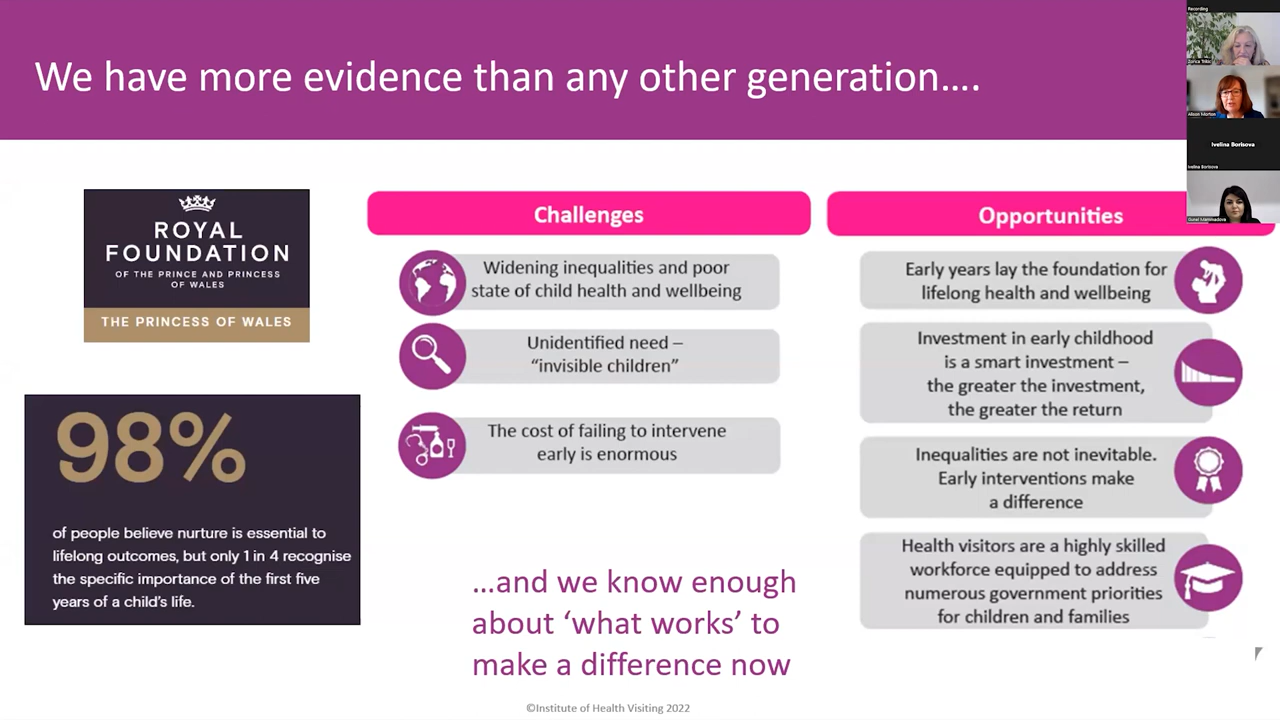 We have more evidence than any other generation....
ROYAL
FOUNDATION
OF THE PRINCE AND PRINCESS
OF WALES
THE PRINCESS OF WALES
98%
of people believe nurture is essential to
lifelong outcomes, but only 1 in 4 recognise
the specific importance of the first five
years of a child's life.
Challenges
Widening inequalities and poor
state of child health and wellbeing
Unidentified need –
“invisible children”
The cost of failing to intervene
early is enormous
Opportunities
Early years lay the foundation for
lifelong health and wellbeing
Investment in early childhood
is a smart investment –
the greater the investment,
the greater the return
Inequalities are not inevitable.
Early interventions make
a difference
Health visitors are a highly skilled
workforce equipped to address
numerous government priorities
for children and families
...and we know enough
about ‘what works’ to
make a difference now
©Institute of Health Visiting 2022
Recording
Zorica Trikic
Alison Morton
Ivelina Borisova
Ivelina Borisova
Gunel Mammadova